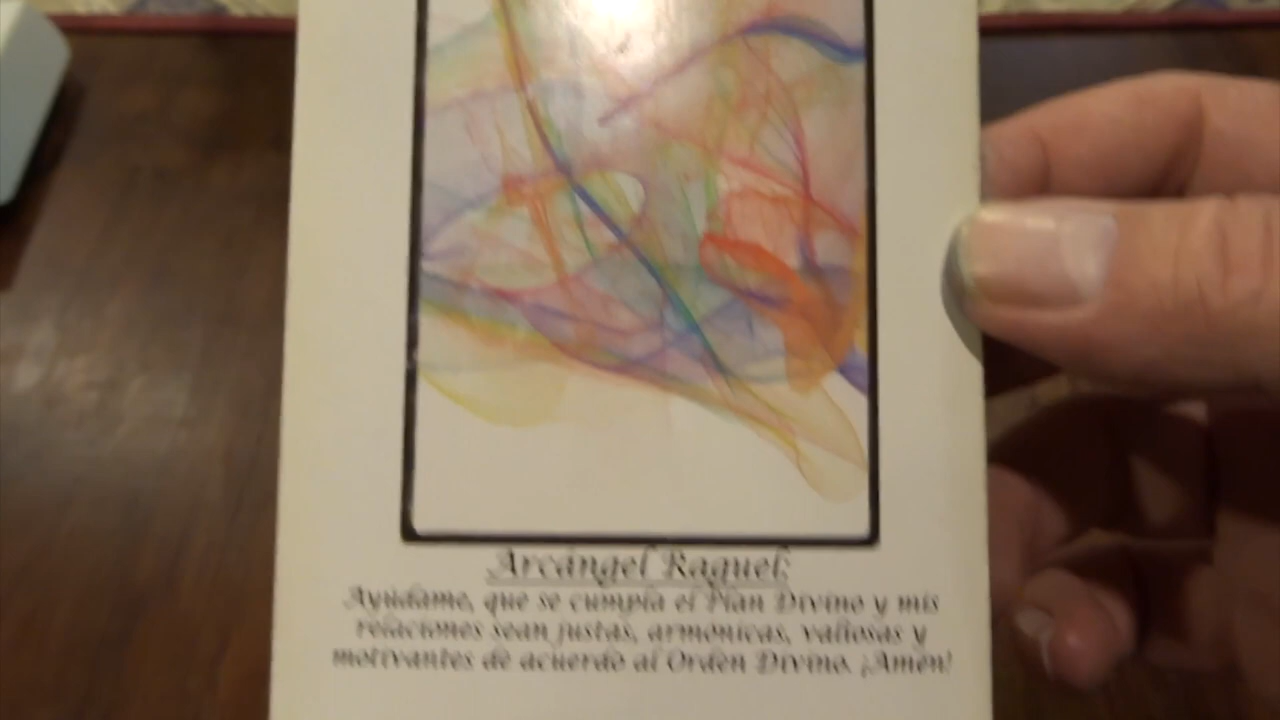 Arcángel Raguel:
Ayúdame, que se cumpla el Plan Divino y mis
relaciones sean justas, armónicas, valiosas y
motivantes de acuerdo al Orden Divino. ¡Amén!